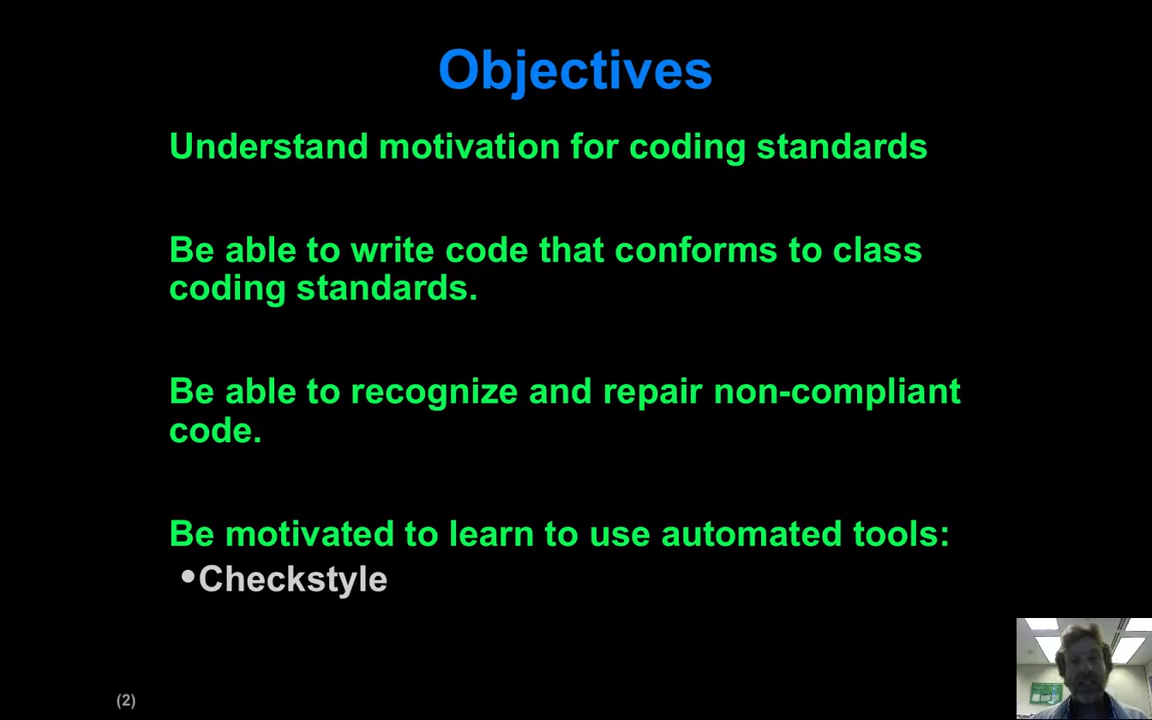 Objectives
Understand motivation for coding standards
Be able to write code that conforms to class
coding standards.
Be able to recognize and repair non-compliant
code.
Be motivated to learn to use automated tools:
•Checkstyle
(2)